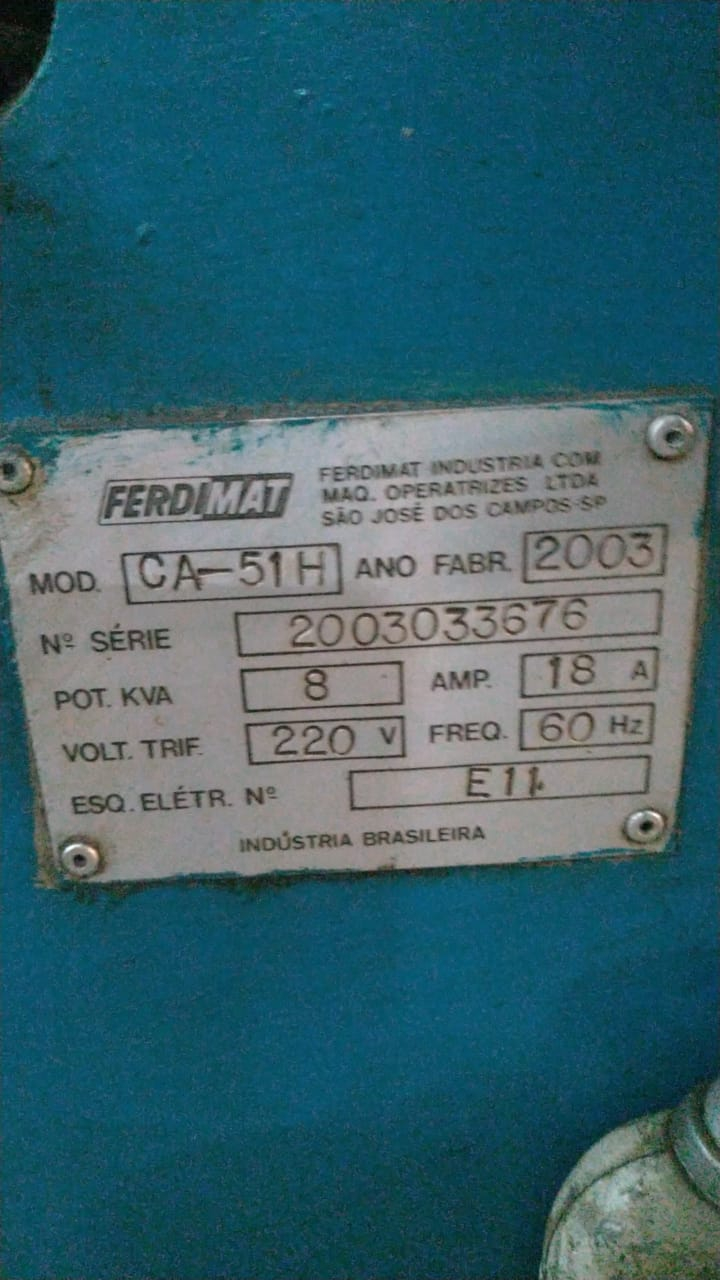 FERDIMAT
FERDIMAT INDUSTRIA COM
MAQ. OPERATRIZES LTDA
SÃO JOSÉ DOS CAMPOS-SP
MOD. CA-51H ANO FABR. 2003
Nº SÉRIE 2003033676
POT. KVA 8 AMP. 18 A
VOLT. TRIF. 220 V FREQ. 60 Hz
ESQ. ELÉTR. Nº E11.
INDÚSTRIA BRASILEIRA